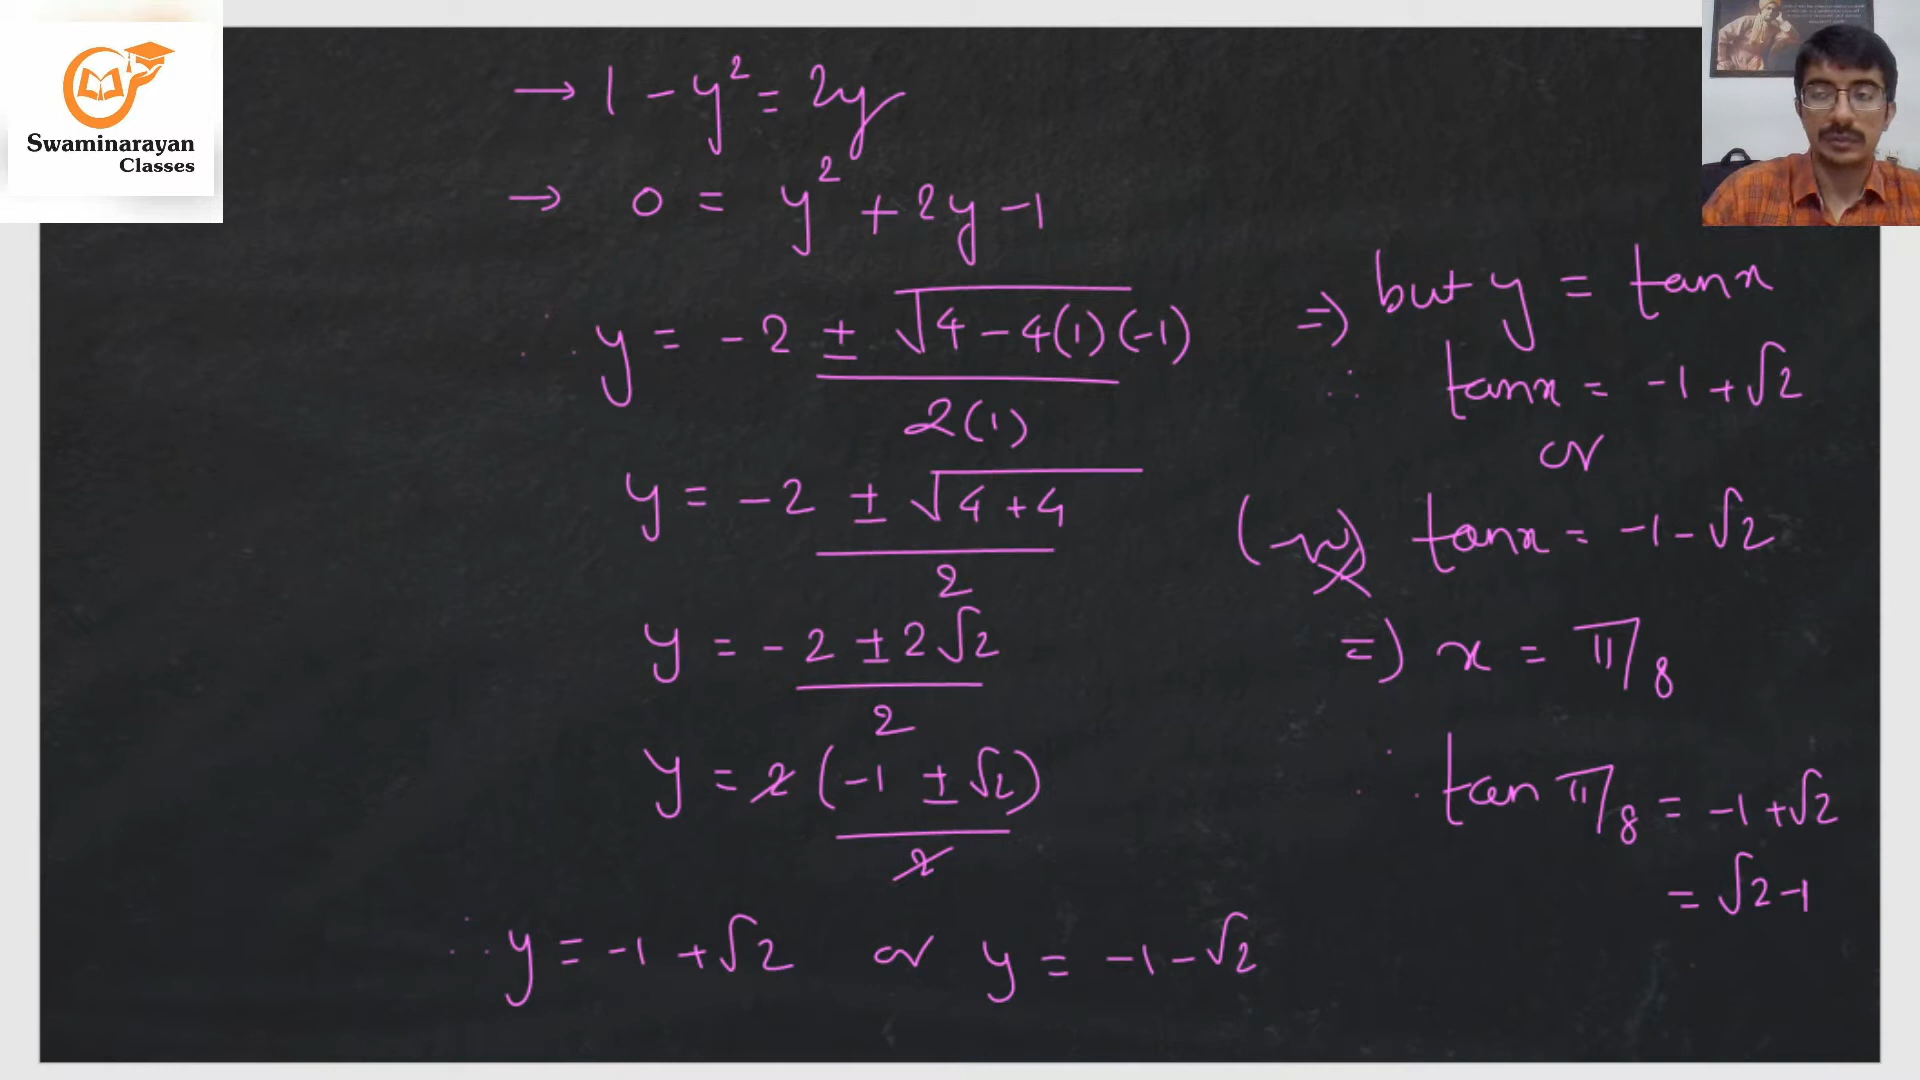 Swaminarayan
Classes
→ 1 - y² = 2y
→ 0 = y² + 2y - 1
∴ y = -2 ± √4 - 4(1)(-1)
2(1)
y = -2 ± √4 + 4
2
y = -2 ± 2√2
2
y = 2(-1 ± √2)
2
∴ y = -1 + √2 or y = -1 - √2
⇒ but y = tan x
∴ tan x = -1 + √2
or
tan x = -1 - √2
⇒ x = π/8
∴ tan π/8 = -1 + √2
= √2 - 1